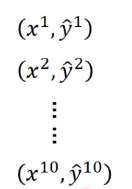 (x¹, ŷ¹)
(x², ŷ²)
⋮
⋮
(x¹⁰, ŷ¹⁰)